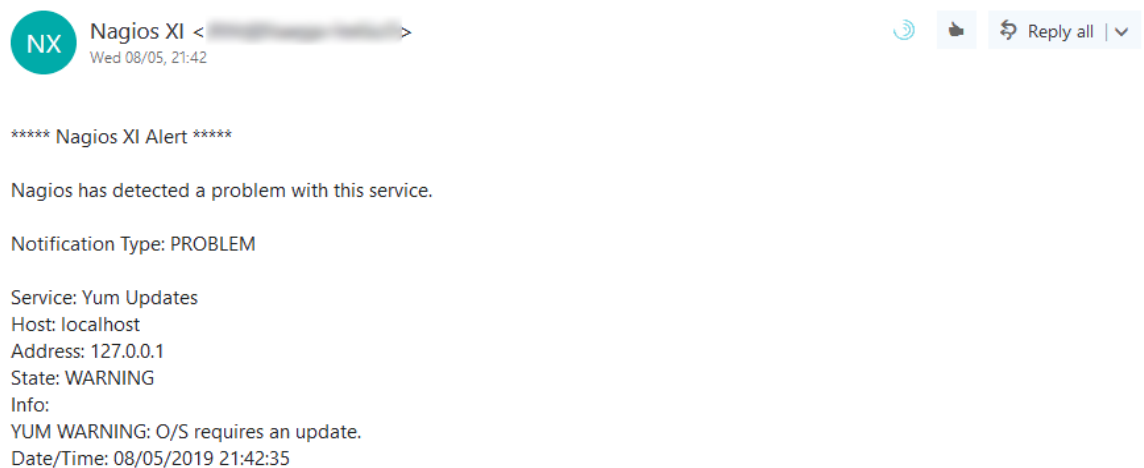 NX
Nagios XI < >
Wed 08/05, 21:42
Reply all
***** Nagios XI Alert *****
Nagios has detected a problem with this service.
Notification Type: PROBLEM
Service: Yum Updates
Host: localhost
Address: 127.0.0.1
State: WARNING
Info:
YUM WARNING: O/S requires an update.
Date/Time: 08/05/2019 21:42:35